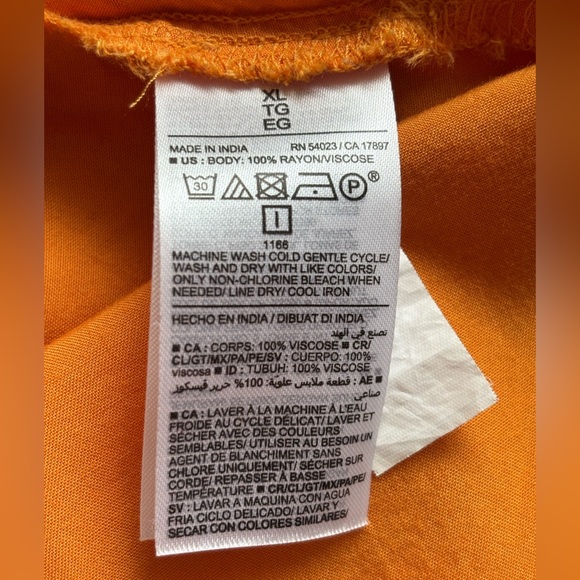 XL
TG
EG
MADE IN INDIA RN 54023 / CA 17897
■ US : BODY: 100% RAYON/VISCOSE
30 P®
I
1166
MACHINE WASH COLD GENTLE CYCLE/
WASH AND DRY WITH LIKE COLORS/
ONLY NON-CHLORINE BLEACH WHEN
NEEDED/ LINE DRY/ COOL IRON
HECHO EN INDIA / DIBUAT DI INDIA
تصنع في الهند
■ CA : CORPS: 100% VISCOSE ■ CR/
CL/GT/MX/PA/PE/SV : CUERPO: 100%
viscosa ■ ID : TUBUH: 100% VISCOSE
■ AE : قطعة ملابس علوية: 100% حرير فيسكوز
صناعي
■ CA : LAVER À LA MACHINE À L'EAU
FROIDE AU CYCLE DÉLICAT/ LAVER ET
SÉCHER AVEC DES COULEURS
SEMBLABLES/ UTILISER AU BESOIN UN
AGENT DE BLANCHIMENT SANS
CHLORE UNIQUEMENT/ SÉCHER SUR
CORDE/ REPASSER À BASSE
TEMPÉRATURE ■ CR/CL/GT/MX/PA/PE/
SV : LAVAR A MAQUINA CON AGUA
FRIA CICLO DELICADO/ LAVAR Y
SECAR CON COLORES SIMILARES/